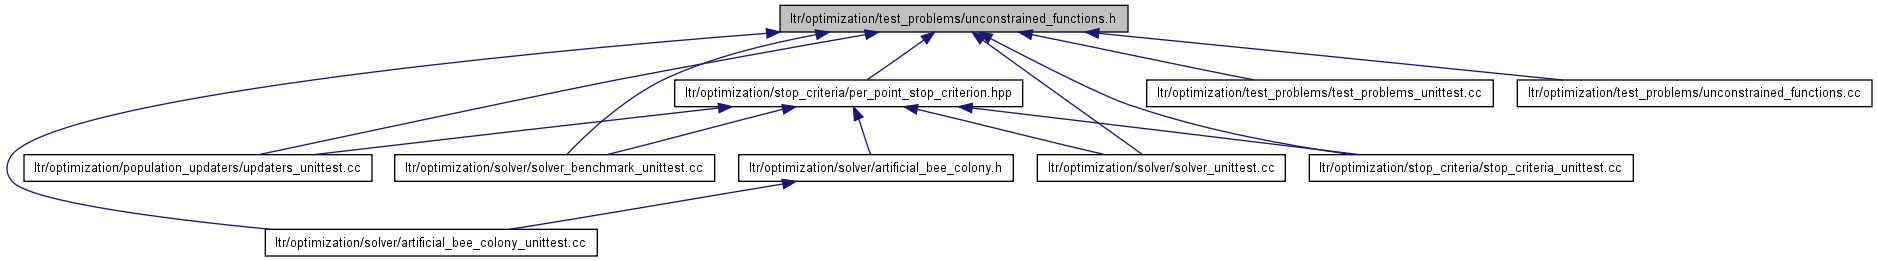 ltr/optimization/test_problems/unconstrained_functions.h
ltr/optimization/stop_criteria/per_point_stop_criterion.hpp
ltr/optimization/test_problems/test_problems_unittest.cc
ltr/optimization/test_problems/unconstrained_functions.cc
ltr/optimization/population_updaters/updaters_unittest.cc
ltr/optimization/solver/solver_benchmark_unittest.cc
ltr/optimization/solver/artificial_bee_colony.h
ltr/optimization/solver/solver_unittest.cc
ltr/optimization/stop_criteria/stop_criteria_unittest.cc
ltr/optimization/solver/artificial_bee_colony_unittest.cc